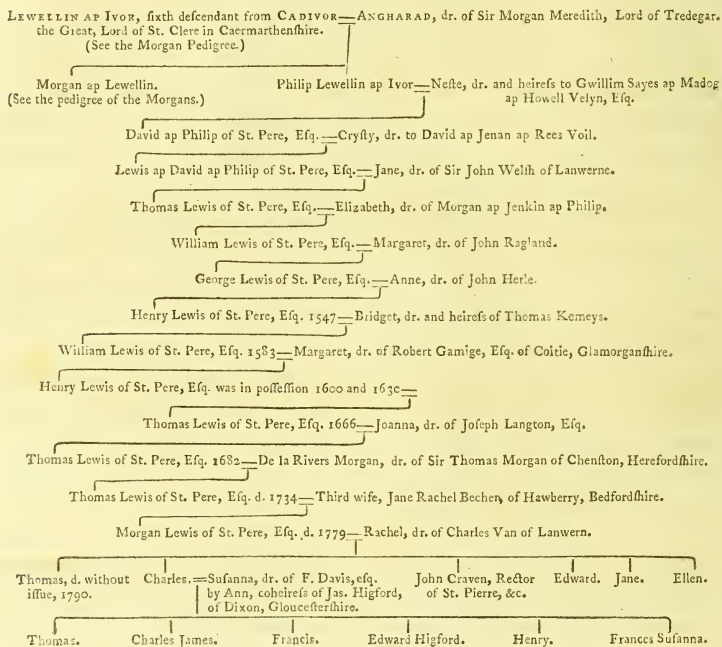 LEWELLIN AP IVOR, ſixth deſcendant from CADIVOR—ANGHARAD, dr. of Sir Morgan Meredith, Lord of Tredegar.
the Great, Lord of St. Clere in Caermarthenſhire.
(See the Morgan Pedigree.)
Morgan ap Lewellin. Philip Lewellin ap Ivor—Neſte, dr. and heireſs to Gwillim Sayes ap Madog
(See the pedigree of the Morgans.) ap Howell Velyn, Eſq.
David ap Philip of St. Pere, Eſq.—Cryſty, dr. to David ap Jenan ap Rees Voil.
Lewis ap David ap Philip of St. Pere, Eſq.—Jane, dr. of Sir John Welſh of Lanwerne.
Thomas Lewis of St. Pere, Eſq.—Elizabeth, dr. of Morgan ap Jenkin ap Philip.
William Lewis of St. Pere, Eſq.—Margaret, dr. of John Ragland.
George Lewis of St. Pere, Eſq.—Anne, dr. of John Herle.
Henry Lewis of St. Pere, Eſq. 1547—Bridget, dr. and heireſs of Thomas Kemeys.
William Lewis of St. Pere, Eſq. 1583—Margaret, dr. of Robert Gamige, Eſq. of Coitie, Glamorganſhire.
Henry Lewis of St. Pere, Eſq. was in poſſeſſion 1600 and 1630—
Thomas Lewis of St. Pere, Eſq. 1666—Joanna, dr. of Joſeph Langton, Eſq.
Thomas Lewis of St. Pere, Eſq. 1682—De la Rivers Morgan, dr. of Sir Thomas Morgan of Chenſton, Herefordſhire.
Thomas Lewis of St. Pere, Eſq. d. 1734—Third wife, Jane Rachel Becher, of Hawberry, Bedfordſhire.
Morgan Lewis of St. Pere, Eſq. d. 1779—Rachel, dr. of Charles Van of Lanwern.
Thomas, d. without Charles.=Suſanna, dr. of F. Davis, eſq. John Craven, Rector Edward. Jane. Ellen.
iſſue, 1790. by Ann, coheireſs of Jas. Higford, of St. Pierre, &c.
of Dixon, Glouceſterſhire.
Thomas. Charles James. Francis. Edward Higford. Henry. Frances Suſanna.